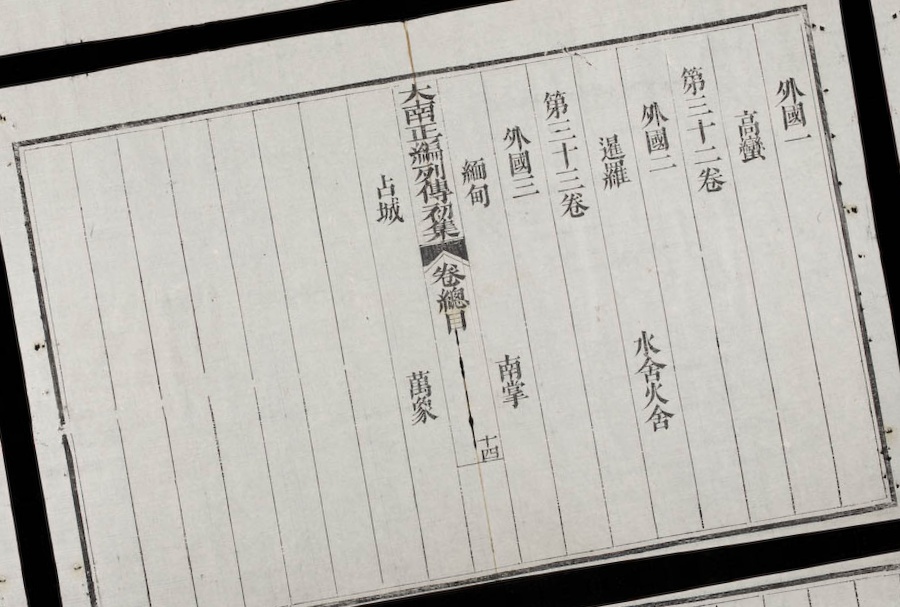 外國一
高蠻
第三十二卷
外國二
暹羅 水舍火舍
第三十三卷
外國三
緬甸 南掌
大南正編列傳初集 卷總目 十四
占城 萬象